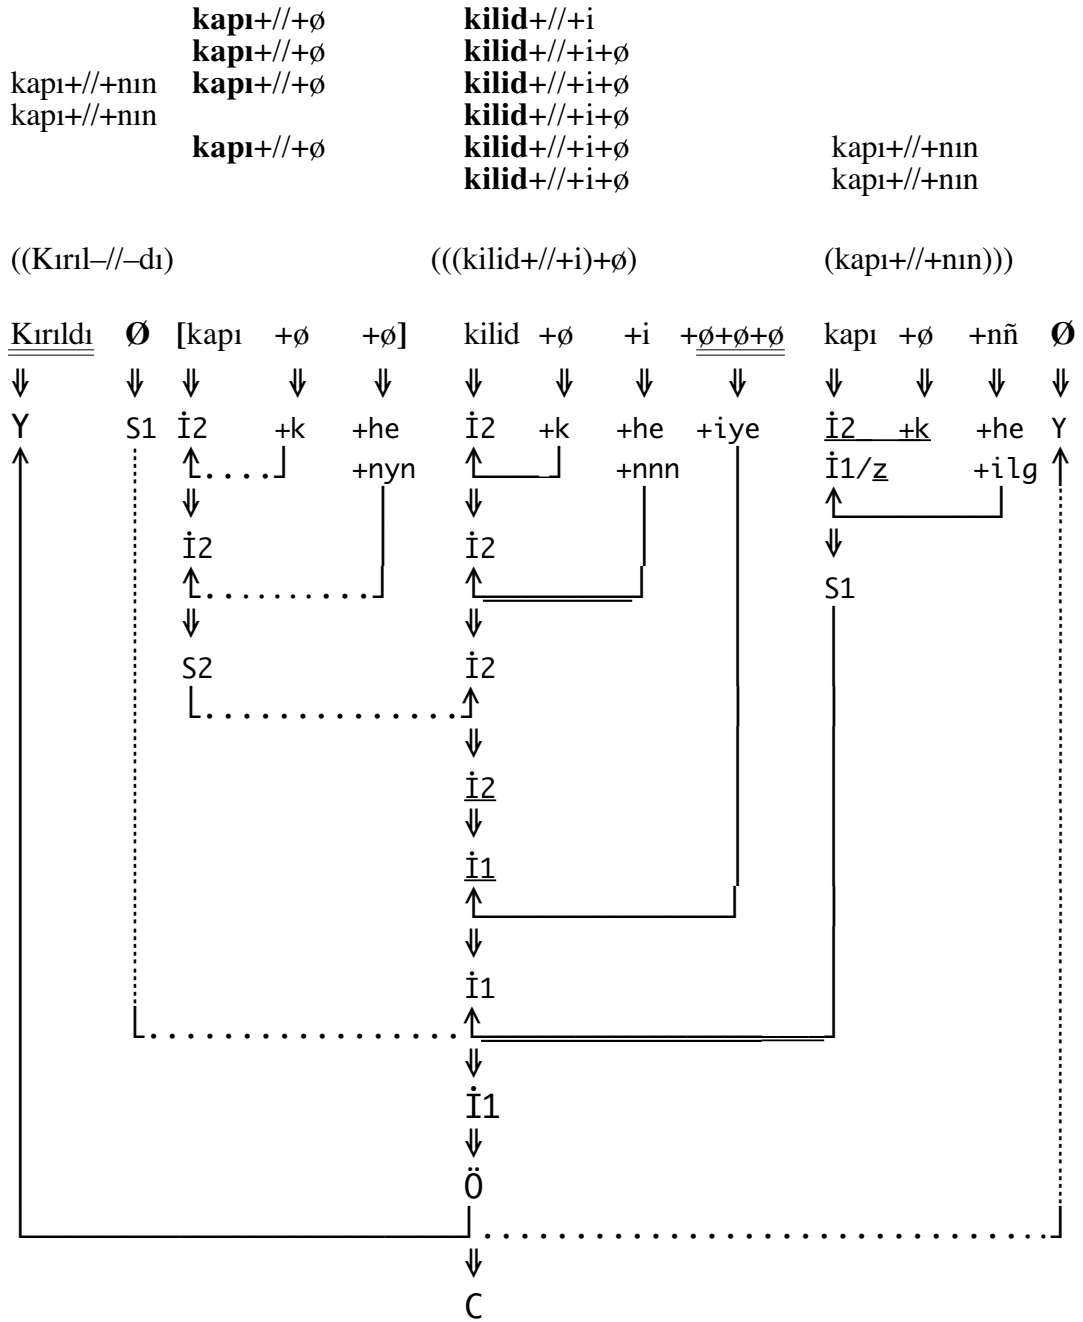 kapı+//+ø kilid+//+i
kapı+//+ø kilid+//+i+ø
kapı+//+nın kapı+//+ø kilid+//+i+ø
kapı+//+nın kilid+//+i+ø
kapı+//+ø kilid+//+i+ø kapı+//+nın
kilid+//+i+ø kapı+//+nın
((Kırıl–//–dı) (((kilid+//+i)+ø) (kapı+//+nın)))
Kırıldı Ø [kapı +ø +ø] kilid +ø +i +ø+ø+ø kapı +ø +nñ Ø
⇓ ⇓ ⇓ ⇓ ⇓ ⇓ ⇓ ⇓ ⇓ ⇓ ⇓ ⇓ ⇓
Y S1 İ2 +k +he İ2 +k +he +iye İ2 +k +he Y
+nyn +nnn İ1/z +ilg
⇓ ⇓ ⇓
İ2 İ2
S1
⇓ ⇓
S2 İ2
⇓
İ2
⇓
İ1
⇓
İ1
⇓
İ1
⇓
Ö
⇓
C